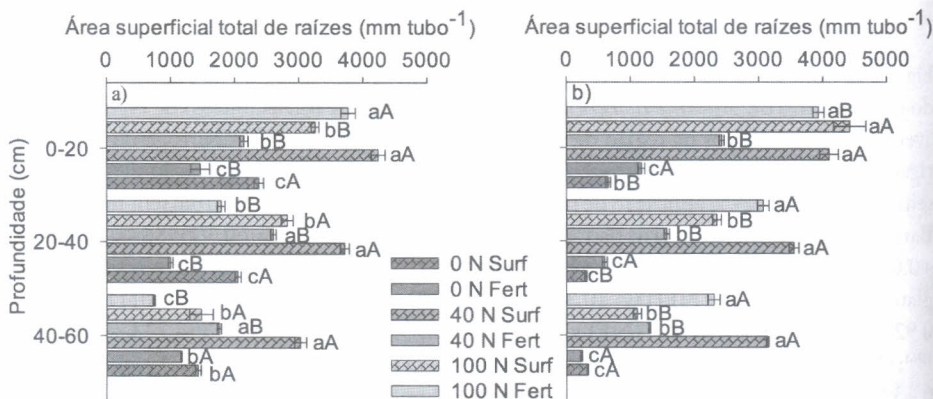 Área superficial total de raízes (mm tubo-1)
0 1000 2000 3000 4000 5000
a)
Profundidade (cm)
0-20
aA
bB
bB
aA
cB
cA
20-40
bB
bA
aB
aA
cB
cA
40-60
cB
bA
aB
aA
bA
bA
0 N Surf
0 N Fert
40 N Surf
40 N Fert
100 N Surf
100 N Fert
Área superficial total de raízes (mm tubo-1)
0 1000 2000 3000 4000 5000
b)
aB
aA
bB
aA
cA
bB
aA
bB
bB
aA
cA
cB
aA
bB
bB
aA
cA
cA